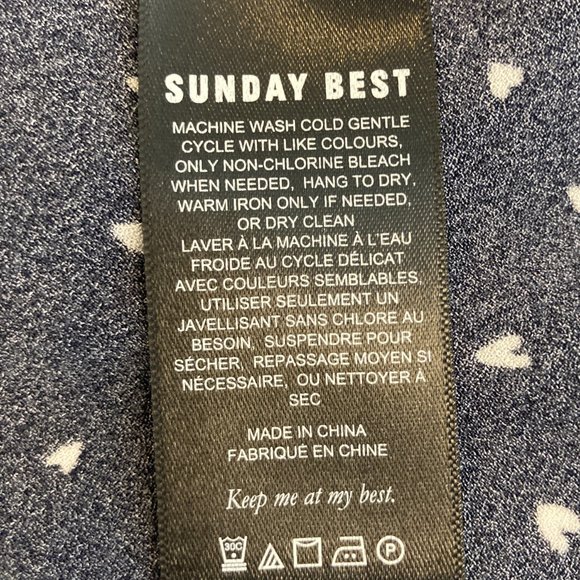 SUNDAY BEST
MACHINE WASH COLD GENTLE
CYCLE WITH LIKE COLOURS,
ONLY NON-CHLORINE BLEACH
WHEN NEEDED, HANG TO DRY,
WARM IRON ONLY IF NEEDED,
OR DRY CLEAN
LAVER À LA MACHINE À L'EAU
FROIDE AU CYCLE DÉLICAT
AVEC COULEURS SEMBLABLES,
UTILISER SEULEMENT UN
JAVELLISANT SANS CHLORE AU
BESOIN. SUSPENDRE POUR
SÉCHER, REPASSAGE MOYEN SI
NÉCESSAIRE, OU NETTOYER À
SEC
MADE IN CHINA
FABRIQUÉ EN CHINE
Keep me at my best.
30C P